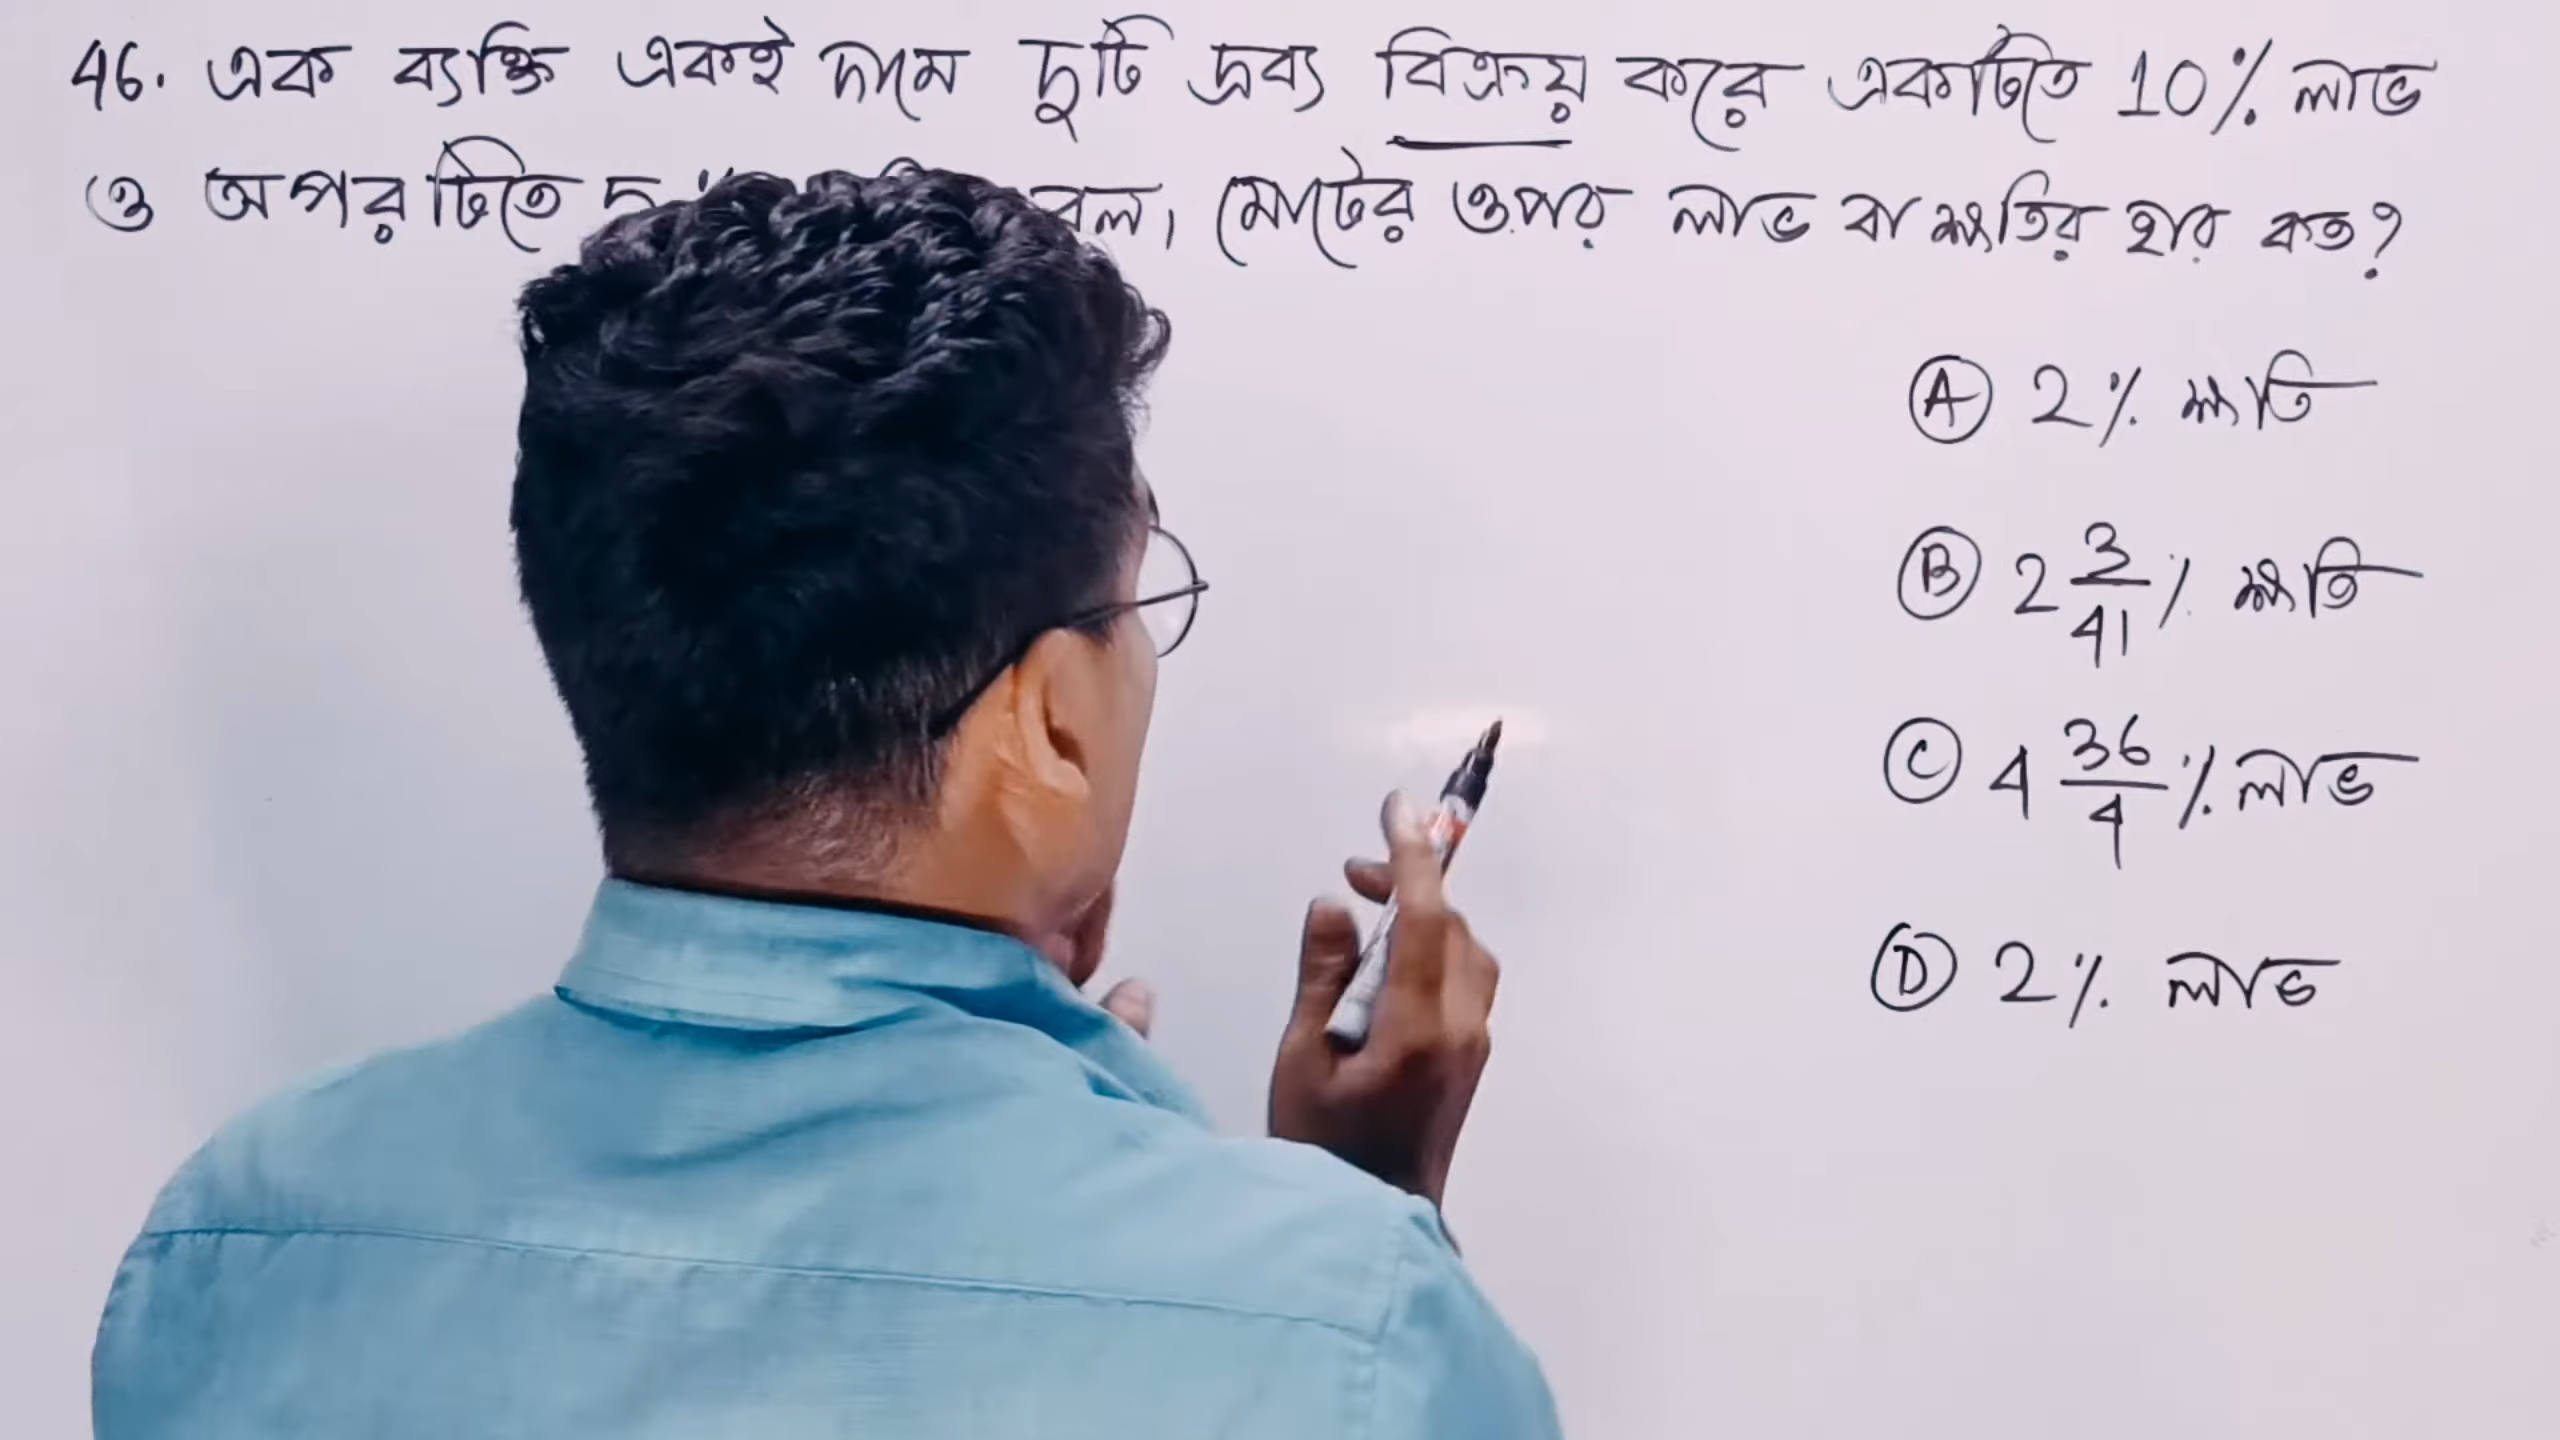 46. এক ব্যক্তি একই দামে দুটি দ্রব্য বিক্রয় করে একটিতে 10% লাভ
ও অপরটিতে মোটের ওপর লাভ বা ক্ষতির হার কত?
Ⓐ 2% ক্ষতি
Ⓑ 2 3/41 % ক্ষতি
Ⓒ 4 36/4 % লাভ
Ⓓ 2% লাভ